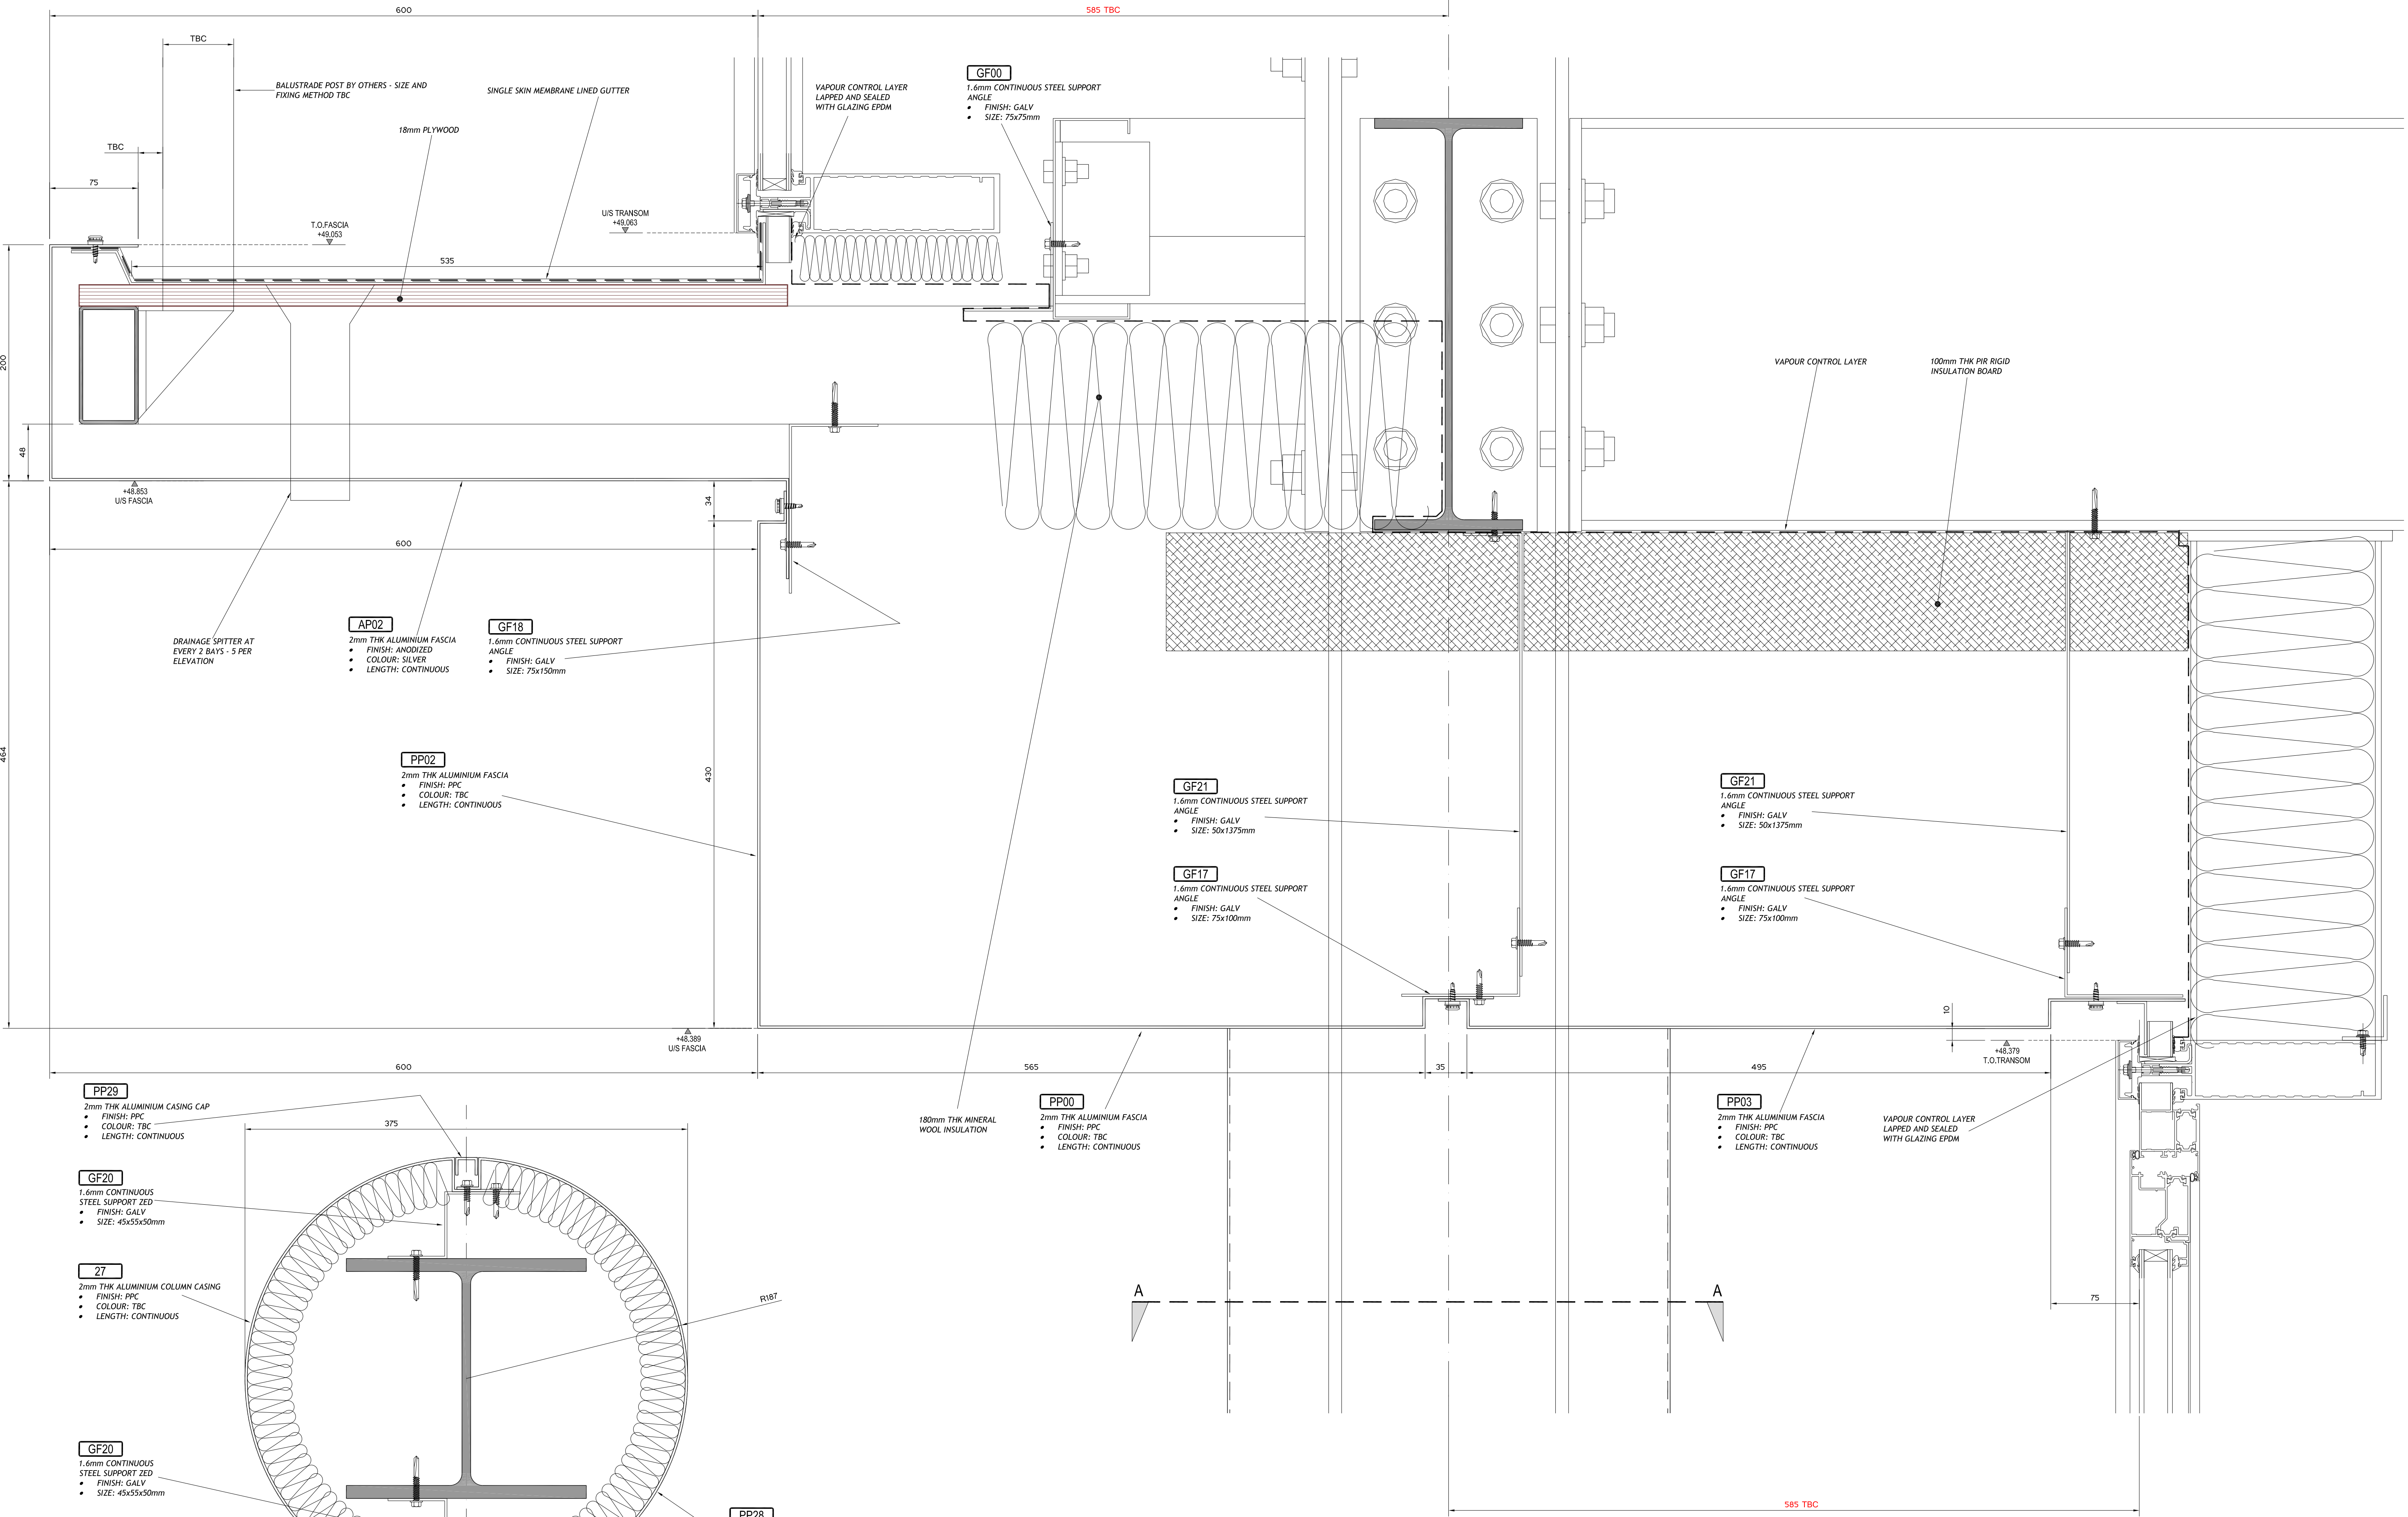 600
585 TBC
TBC
BALUSTRADE POST BY OTHERS - SIZE AND
FIXING METHOD TBC
SINGLE SKIN MEMBRANE LINED GUTTER
18mm PLYWOOD
VAPOUR CONTROL LAYER
LAPPED AND SEALED
WITH GLAZING EPDM
GF00
1.6mm CONTINUOUS STEEL SUPPORT
ANGLE
• FINISH: GALV
• SIZE: 75x75mm
TBC
75
T.O.FASCIA
+49.053
U/S TRANSOM
+49.063
535
200
48
VAPOUR CONTROL LAYER
100mm THK PIR RIGID
INSULATION BOARD
+48.853
U/S FASCIA
34
600
DRAINAGE SPITTER AT
EVERY 2 BAYS - 5 PER
ELEVATION
AP02
2mm THK ALUMINIUM FASCIA
• FINISH: ANODIZED
• COLOUR: SILVER
• LENGTH: CONTINUOUS
GF18
1.6mm CONTINUOUS STEEL SUPPORT
ANGLE
• FINISH: GALV
• SIZE: 75x150mm
464
430
PP02
2mm THK ALUMINIUM FASCIA
• FINISH: PPC
• COLOUR: TBC
• LENGTH: CONTINUOUS
GF21
1.6mm CONTINUOUS STEEL SUPPORT
ANGLE
• FINISH: GALV
• SIZE: 50x1375mm
GF21
1.6mm CONTINUOUS STEEL SUPPORT
ANGLE
• FINISH: GALV
• SIZE: 50x1375mm
GF17
1.6mm CONTINUOUS STEEL SUPPORT
ANGLE
• FINISH: GALV
• SIZE: 75x100mm
GF17
1.6mm CONTINUOUS STEEL SUPPORT
ANGLE
• FINISH: GALV
• SIZE: 75x100mm
+48.389
U/S FASCIA
10
+48.379
T.O.TRANSOM
600
565
35
495
PP29
2mm THK ALUMINIUM CASING CAP
• FINISH: PPC
• COLOUR: TBC
• LENGTH: CONTINUOUS
375
180mm THK MINERAL
WOOL INSULATION
PP00
2mm THK ALUMINIUM FASCIA
• FINISH: PPC
• COLOUR: TBC
• LENGTH: CONTINUOUS
PP03
2mm THK ALUMINIUM FASCIA
• FINISH: PPC
• COLOUR: TBC
• LENGTH: CONTINUOUS
VAPOUR CONTROL LAYER
LAPPED AND SEALED
WITH GLAZING EPDM
GF20
1.6mm CONTINUOUS
STEEL SUPPORT ZED
• FINISH: GALV
• SIZE: 45x55x50mm
27
2mm THK ALUMINIUM COLUMN CASING
• FINISH: PPC
• COLOUR: TBC
• LENGTH: CONTINUOUS
R187
A
A
75
GF20
1.6mm CONTINUOUS
STEEL SUPPORT ZED
• FINISH: GALV
• SIZE: 45x55x50mm
PP28
585 TBC